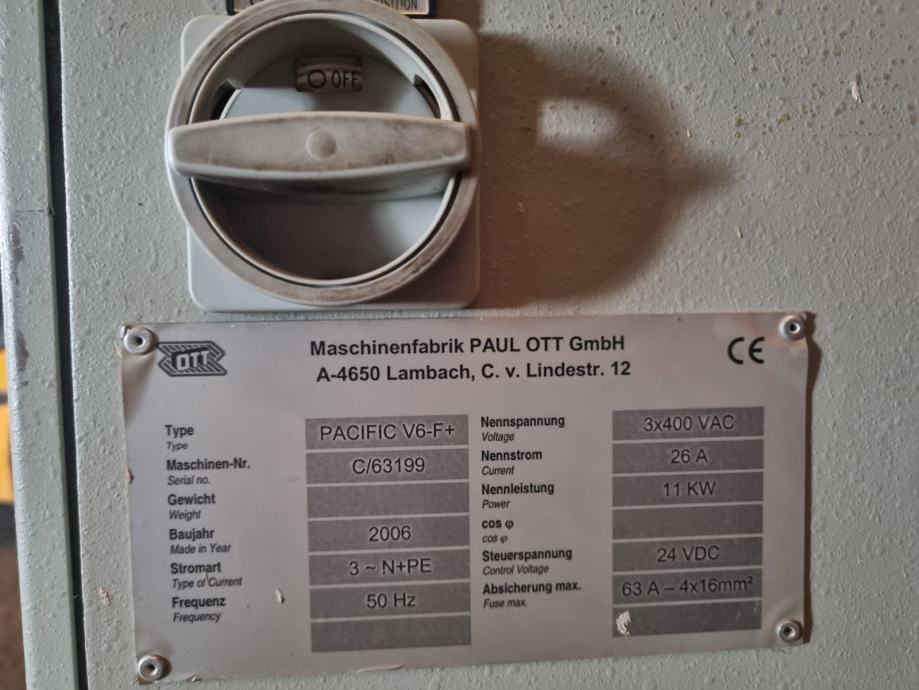 OFF
OTT
Maschinenfabrik PAUL OTT GmbH
A-4650 Lambach, C. v. Lindestr. 12
CE
Type PACIFIC V6-F+
Type
Maschinen-Nr. C/63199
Serial no.
Gewicht
Weight
Baujahr 2006
Made in Year
Stromart 3 ~ N+PE
Type of Current
Frequenz 50 Hz
Frequency
Nennspannung 3x400 VAC
Voltage
Nennstrom 26 A
Current
Nennleistung 11 KW
Power
cos φ
cos φ
Steuerspannung 24 VDC
Control Voltage
Absicherung max. 63 A – 4x16mm²
Fuse max.